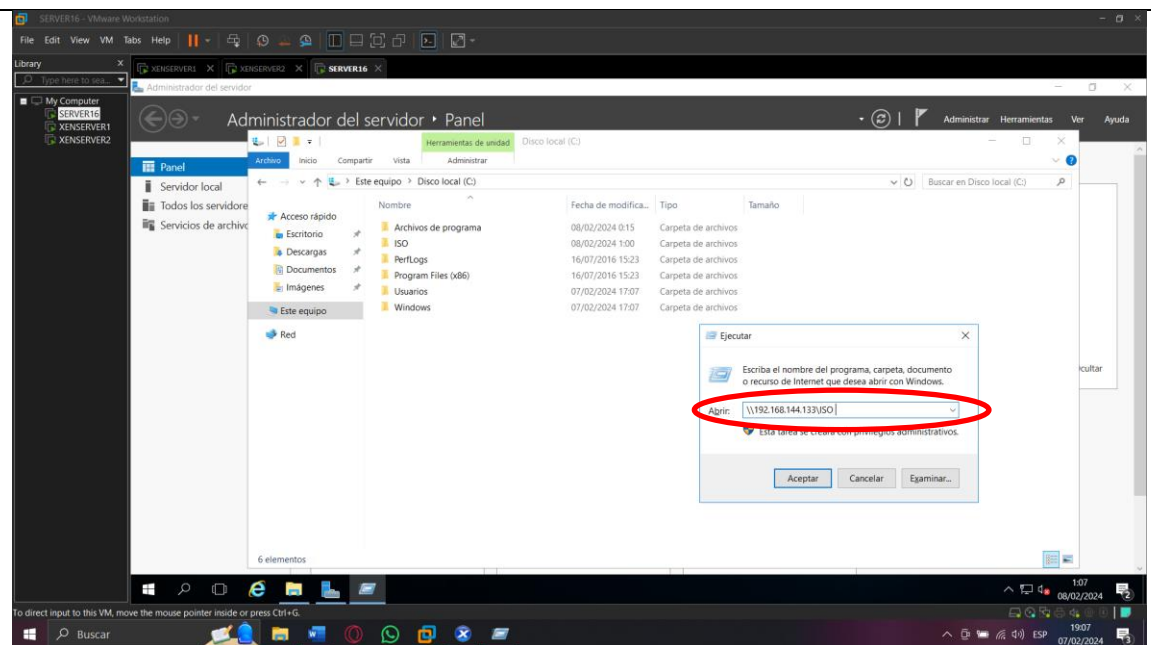 SERVER16 - VMware Workstation
File Edit View VM Tabs Help
Library X
Type here to sea...
XENSERVER1 X XENSERVER2 X SERVER16 X
My Computer
SERVER16
XENSERVER1
XENSERVER2
Administrador del servidor
Administrador del servidor Panel
Administrar Herramientas Ver Ayuda
Panel
Servidor local
Todos los servidore
Servicios de archivo
Herramientas de unidad Disco local (C:)
Archivo Inicio Compartir Vista Administrar
Este equipo > Disco local (C:)
Buscar en Disco local (C:)
Acceso rápido
Escritorio
Descargas
Documentos
Imágenes
Este equipo
Red
Nombre Fecha de modifica... Tipo Tamaño
Archivos de programa 08/02/2024 0:15 Carpeta de archivos
ISO 08/02/2024 1:00 Carpeta de archivos
PerfLogs 16/07/2016 15:23 Carpeta de archivos
Program Files (x86) 16/07/2016 15:23 Carpeta de archivos
Usuarios 07/02/2024 17:07 Carpeta de archivos
Windows 07/02/2024 17:07 Carpeta de archivos
Ejecutar
Escriba el nombre del programa, carpeta, documento
o recurso de Internet que desea abrir con Windows.
Abrir: \\192.168.144.133\ISO
Esta tarea se creará con privilegios administrativos.
Aceptar Cancelar Examinar...
ocultar
6 elementos
1:07
08/02/2024
To direct input to this VM, move the mouse pointer inside or press Ctrl+G.
Buscar
ESP
19:07
07/02/2024